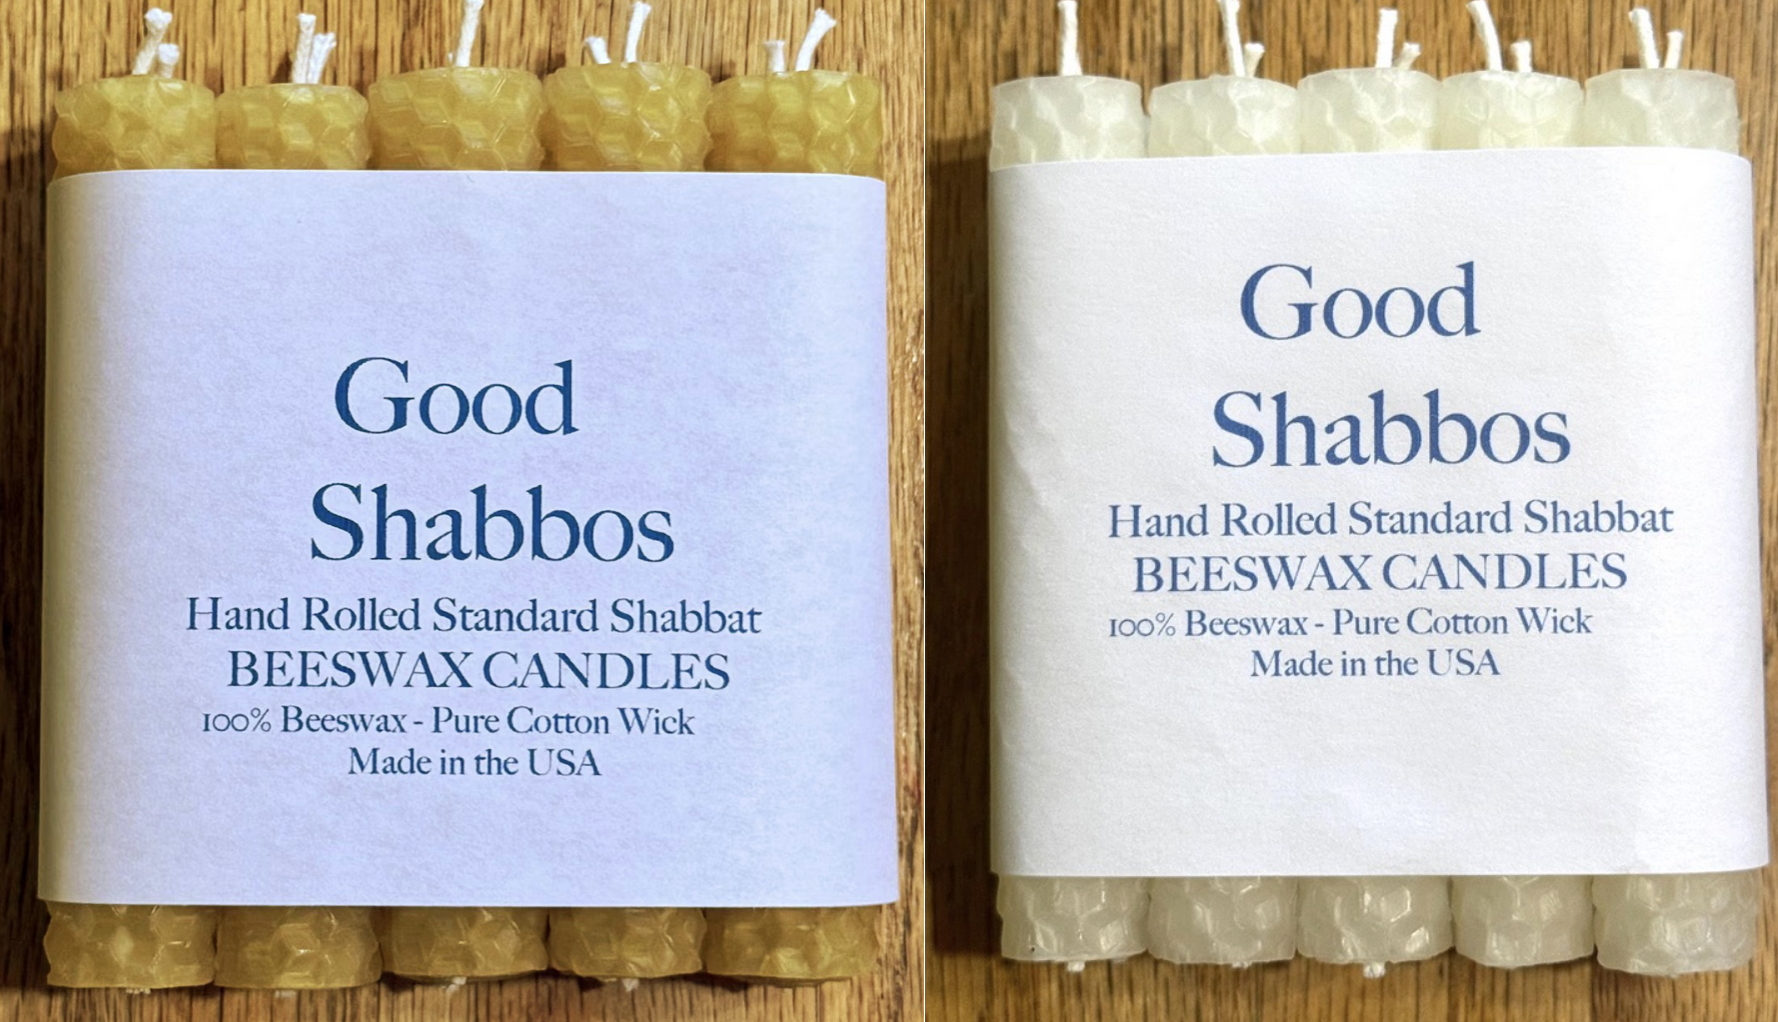 Good
Shabbos
Hand Rolled Standard Shabbat
BEESWAX CANDLES
100% Beeswax - Pure Cotton Wick
Made in the USA
Good
Shabbos
Hand Rolled Standard Shabbat
BEESWAX CANDLES
100% Beeswax - Pure Cotton Wick
Made in the USA